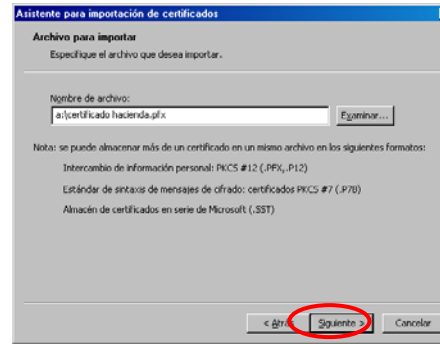 Asistente para importación de certificados
Archivo para importar
Especifique el archivo que desea importar.
Nombre de archivo:
a:\certificado hacienda.pfx
Examinar...
Nota: se puede almacenar más de un certificado en un mismo archivo en los siguientes formatos:
Intercambio de información personal: PKCS #12 (.PFX,.P12)
Estándar de sintaxis de mensajes de cifrado: certificados PKCS #7 (.P7B)
Almacén de certificados en serie de Microsoft (.SST)
< Atrás Siguiente > Cancelar